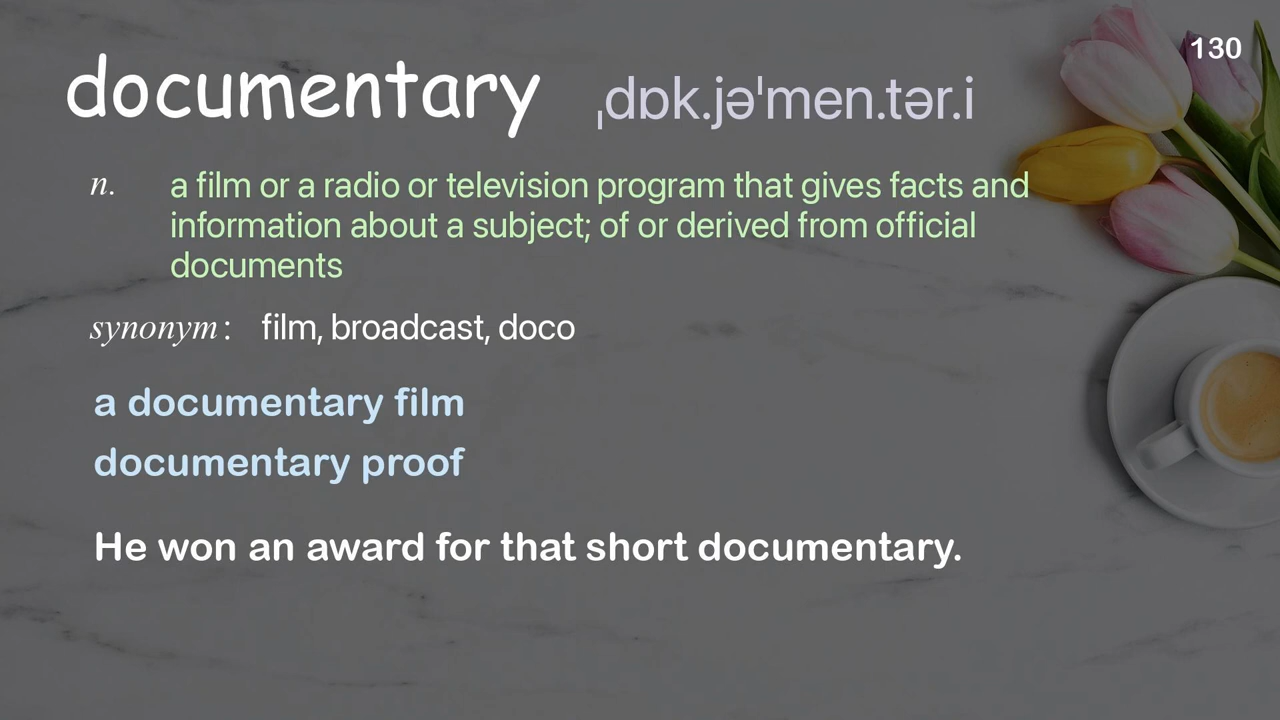 130
documentary ˌdɒk.jəˈmen.tər.i
n. a film or a radio or television program that gives facts and
information about a subject; of or derived from official
documents
synonym: film, broadcast, doco
a documentary film
documentary proof
He won an award for that short documentary.